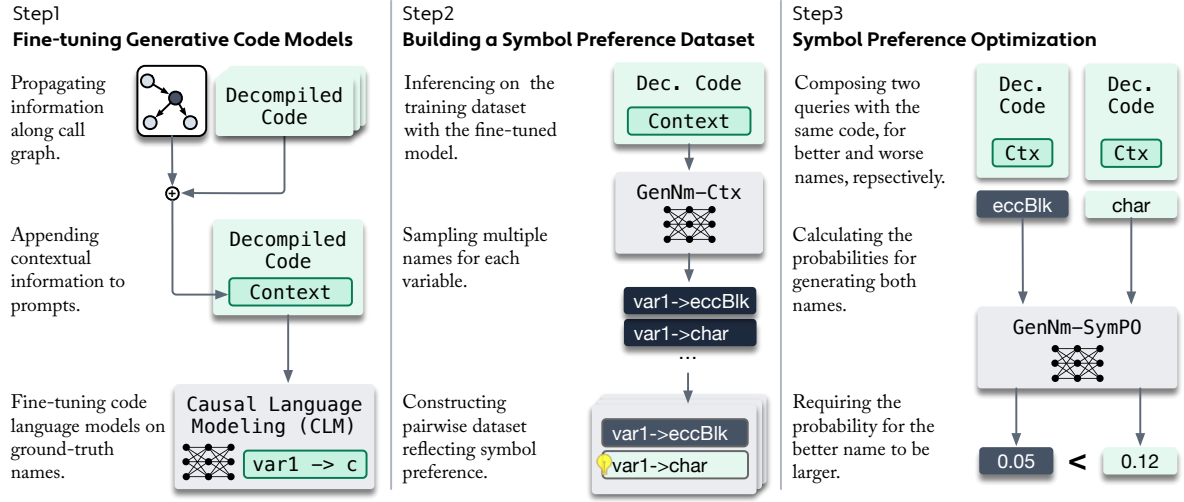 Step1
Fine-tuning Generative Code Models
Propagating
information
along call
graph.
Decompiled
Code
Appending
contextual
information to
prompts.
Decompiled
Code
Context
Fine-tuning code
language models on
ground-truth
names.
Causal Language
Modeling (CLM)
var1 -> c
Step2
Building a Symbol Preference Dataset
Inferencing on the
training dataset
with the fine-tuned
model.
Dec. Code
Context
GenNm-Ctx
Sampling multiple
names for each
variable.
var1->eccBlk
var1->char
...
Constructing
pairwise dataset
reflecting symbol
preference.
var1->eccBlk
var1->char
Step3
Symbol Preference Optimization
Composing two
queries with the
same code, for
better and worse
names, repsectively.
Dec.
Code
Ctx
Dec.
Code
Ctx
eccBlk
char
Calculating the
probabilities for
generating both
names.
GenNm-SymPO
Requiring the
probability for the
better name to be
larger.
0.05 < 0.12